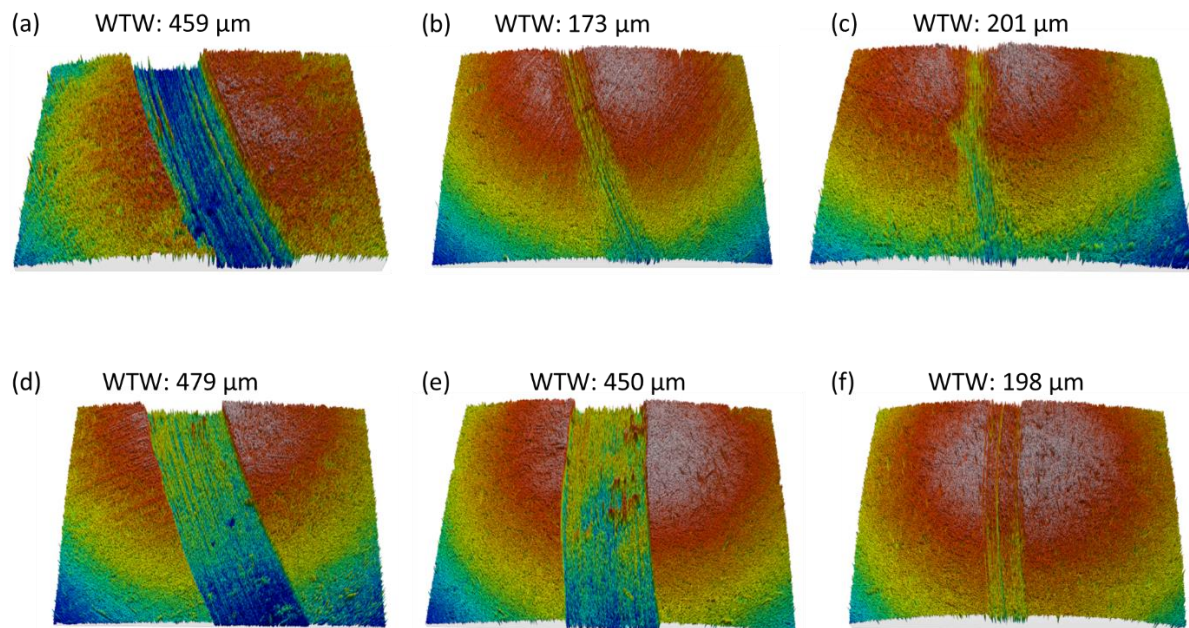 (a) WTW: 459 µm
(b) WTW: 173 µm
(c) WTW: 201 µm
(d) WTW: 479 µm
(e) WTW: 450 µm
(f) WTW: 198 µm